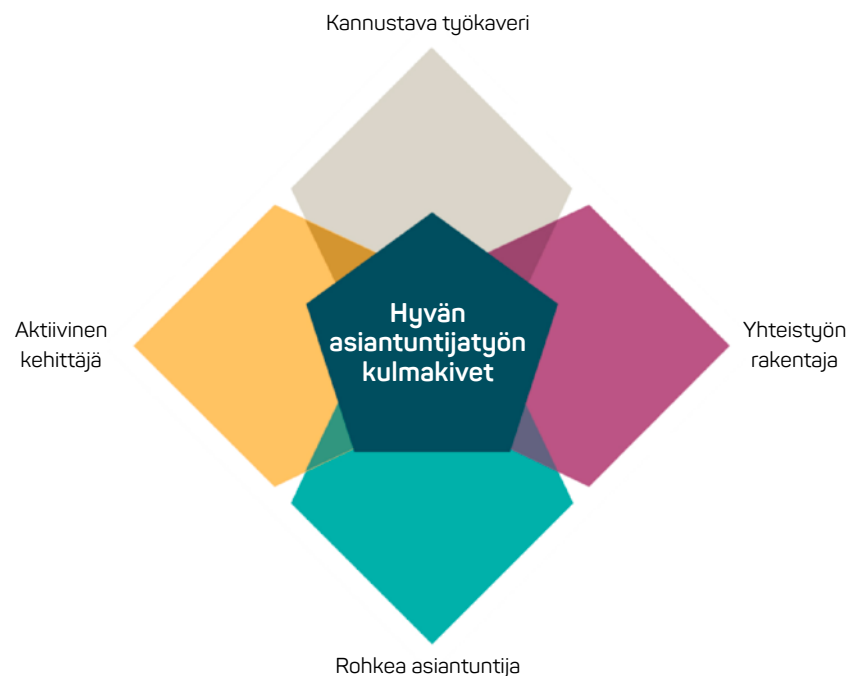 Kannustava työkaveri
Aktiivinen
kehittäjä
Hyvän
asiantuntijatyön
kulmakivet
Yhteistyön
rakentaja
Rohkea asiantuntija